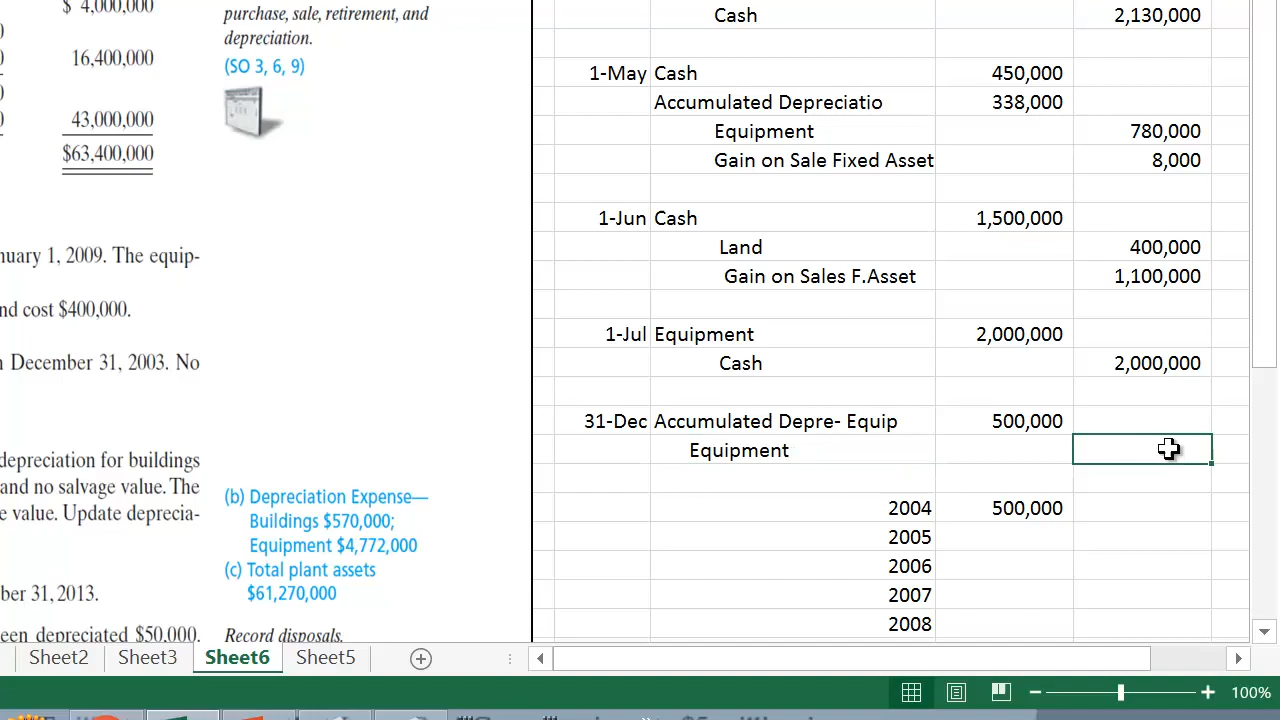 $ 4,000,000
0
16,400,000
0
0
43,000,000
$63,400,000
purchase, sale, retirement, and
depreciation.
(SO 3, 6, 9)
nuary 1, 2009. The equip-
nd cost $400,000.
n December 31, 2003. No
depreciation for buildings
and no salvage value. The
e value. Update deprecia-
ber 31, 2013.
een depreciated $50,000.
(b) Depreciation Expense—
Buildings $570,000;
Equipment $4,772,000
(c) Total plant assets
$61,270,000
Record disposals.
Cash 2,130,000
1-May Cash 450,000
Accumulated Depreciatio 338,000
Equipment 780,000
Gain on Sale Fixed Asset 8,000
1-Jun Cash 1,500,000
Land 400,000
Gain on Sales F.Asset 1,100,000
1-Jul Equipment 2,000,000
Cash 2,000,000
31-Dec Accumulated Depre- Equip 500,000
Equipment
2004 500,000
2005
2006
2007
2008
Sheet2 Sheet3 Sheet6 Sheet5
100%